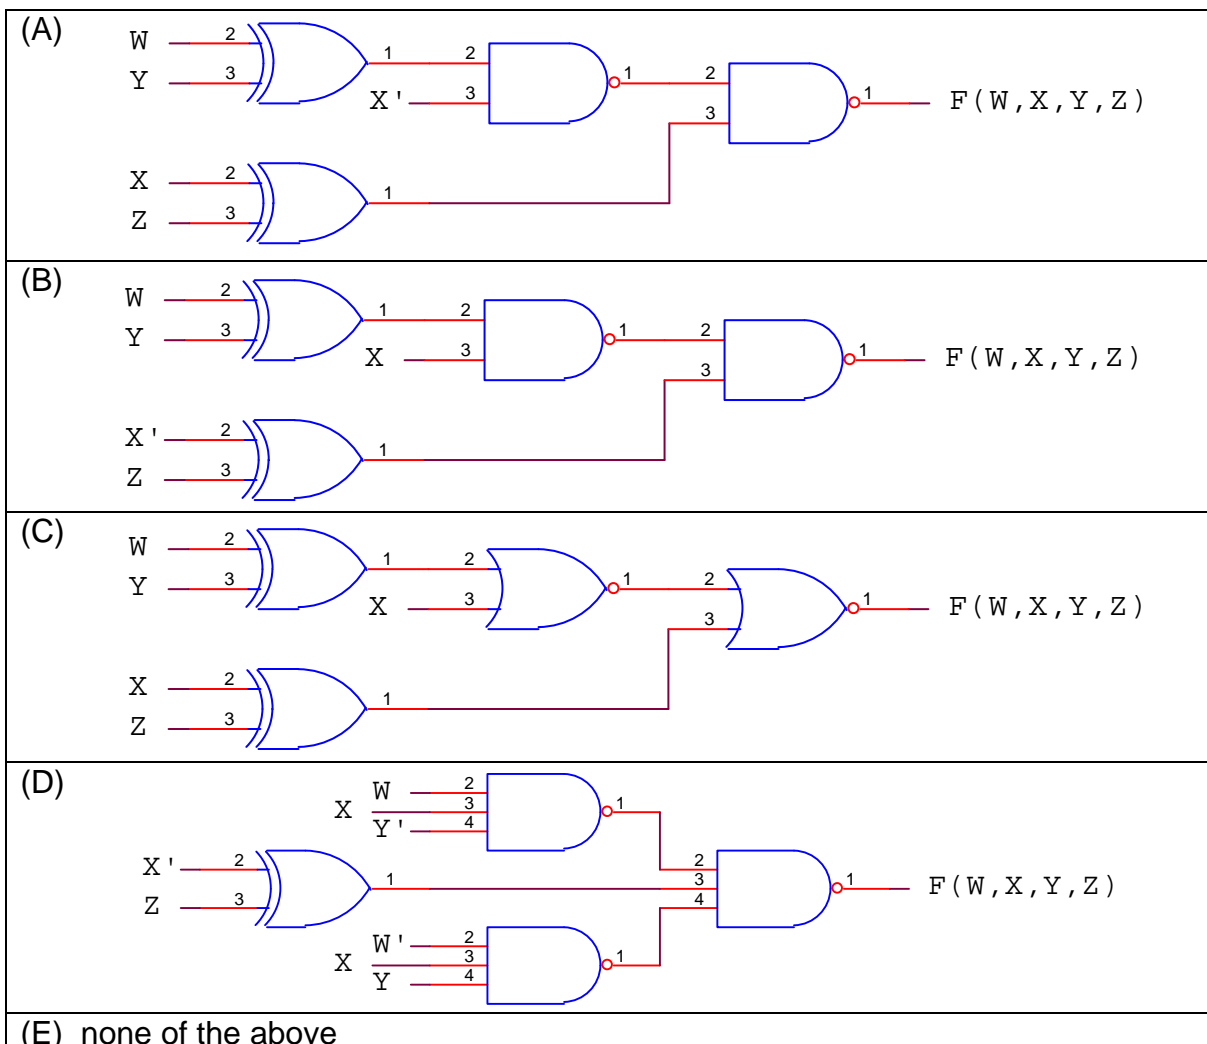 (A)
W 2
1 2
Y 3
X' 3
1 2
3
1 F(W,X,Y,Z)
X 2
1
Z 3
(B)
W 2
1 2
Y 3
X 3
1 2
3
1 F(W,X,Y,Z)
X' 2
1
Z 3
(C)
W 2
1 2
Y 3
X 3
1 2
3
1 F(W,X,Y,Z)
X 2
1
Z 3
(D)
W 2
X 3
Y' 4
1
X' 2
1
Z 3
2
3
4
1 F(W,X,Y,Z)
W' 2
X 3
Y 4
1
(E) none of the above